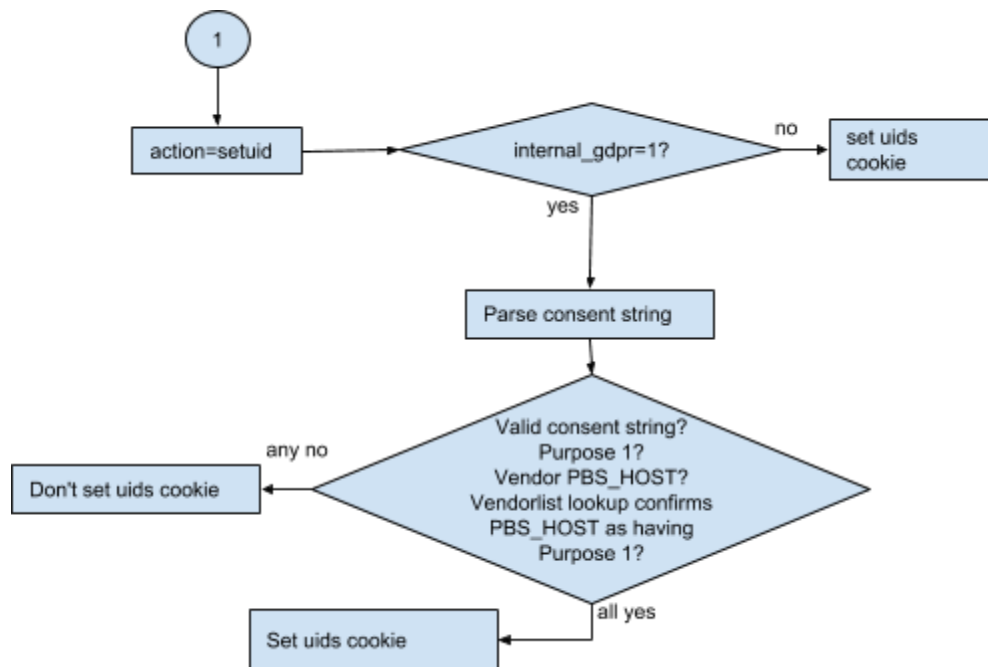 1
action=setuid
internal_gdpr=1?
no
set uids
cookie
yes
Parse consent string
Valid consent string?
Purpose 1?
Vendor PBS_HOST?
Vendorlist lookup confirms
PBS_HOST as having
Purpose 1?
any no
Don't set uids cookie
all yes
Set uids cookie